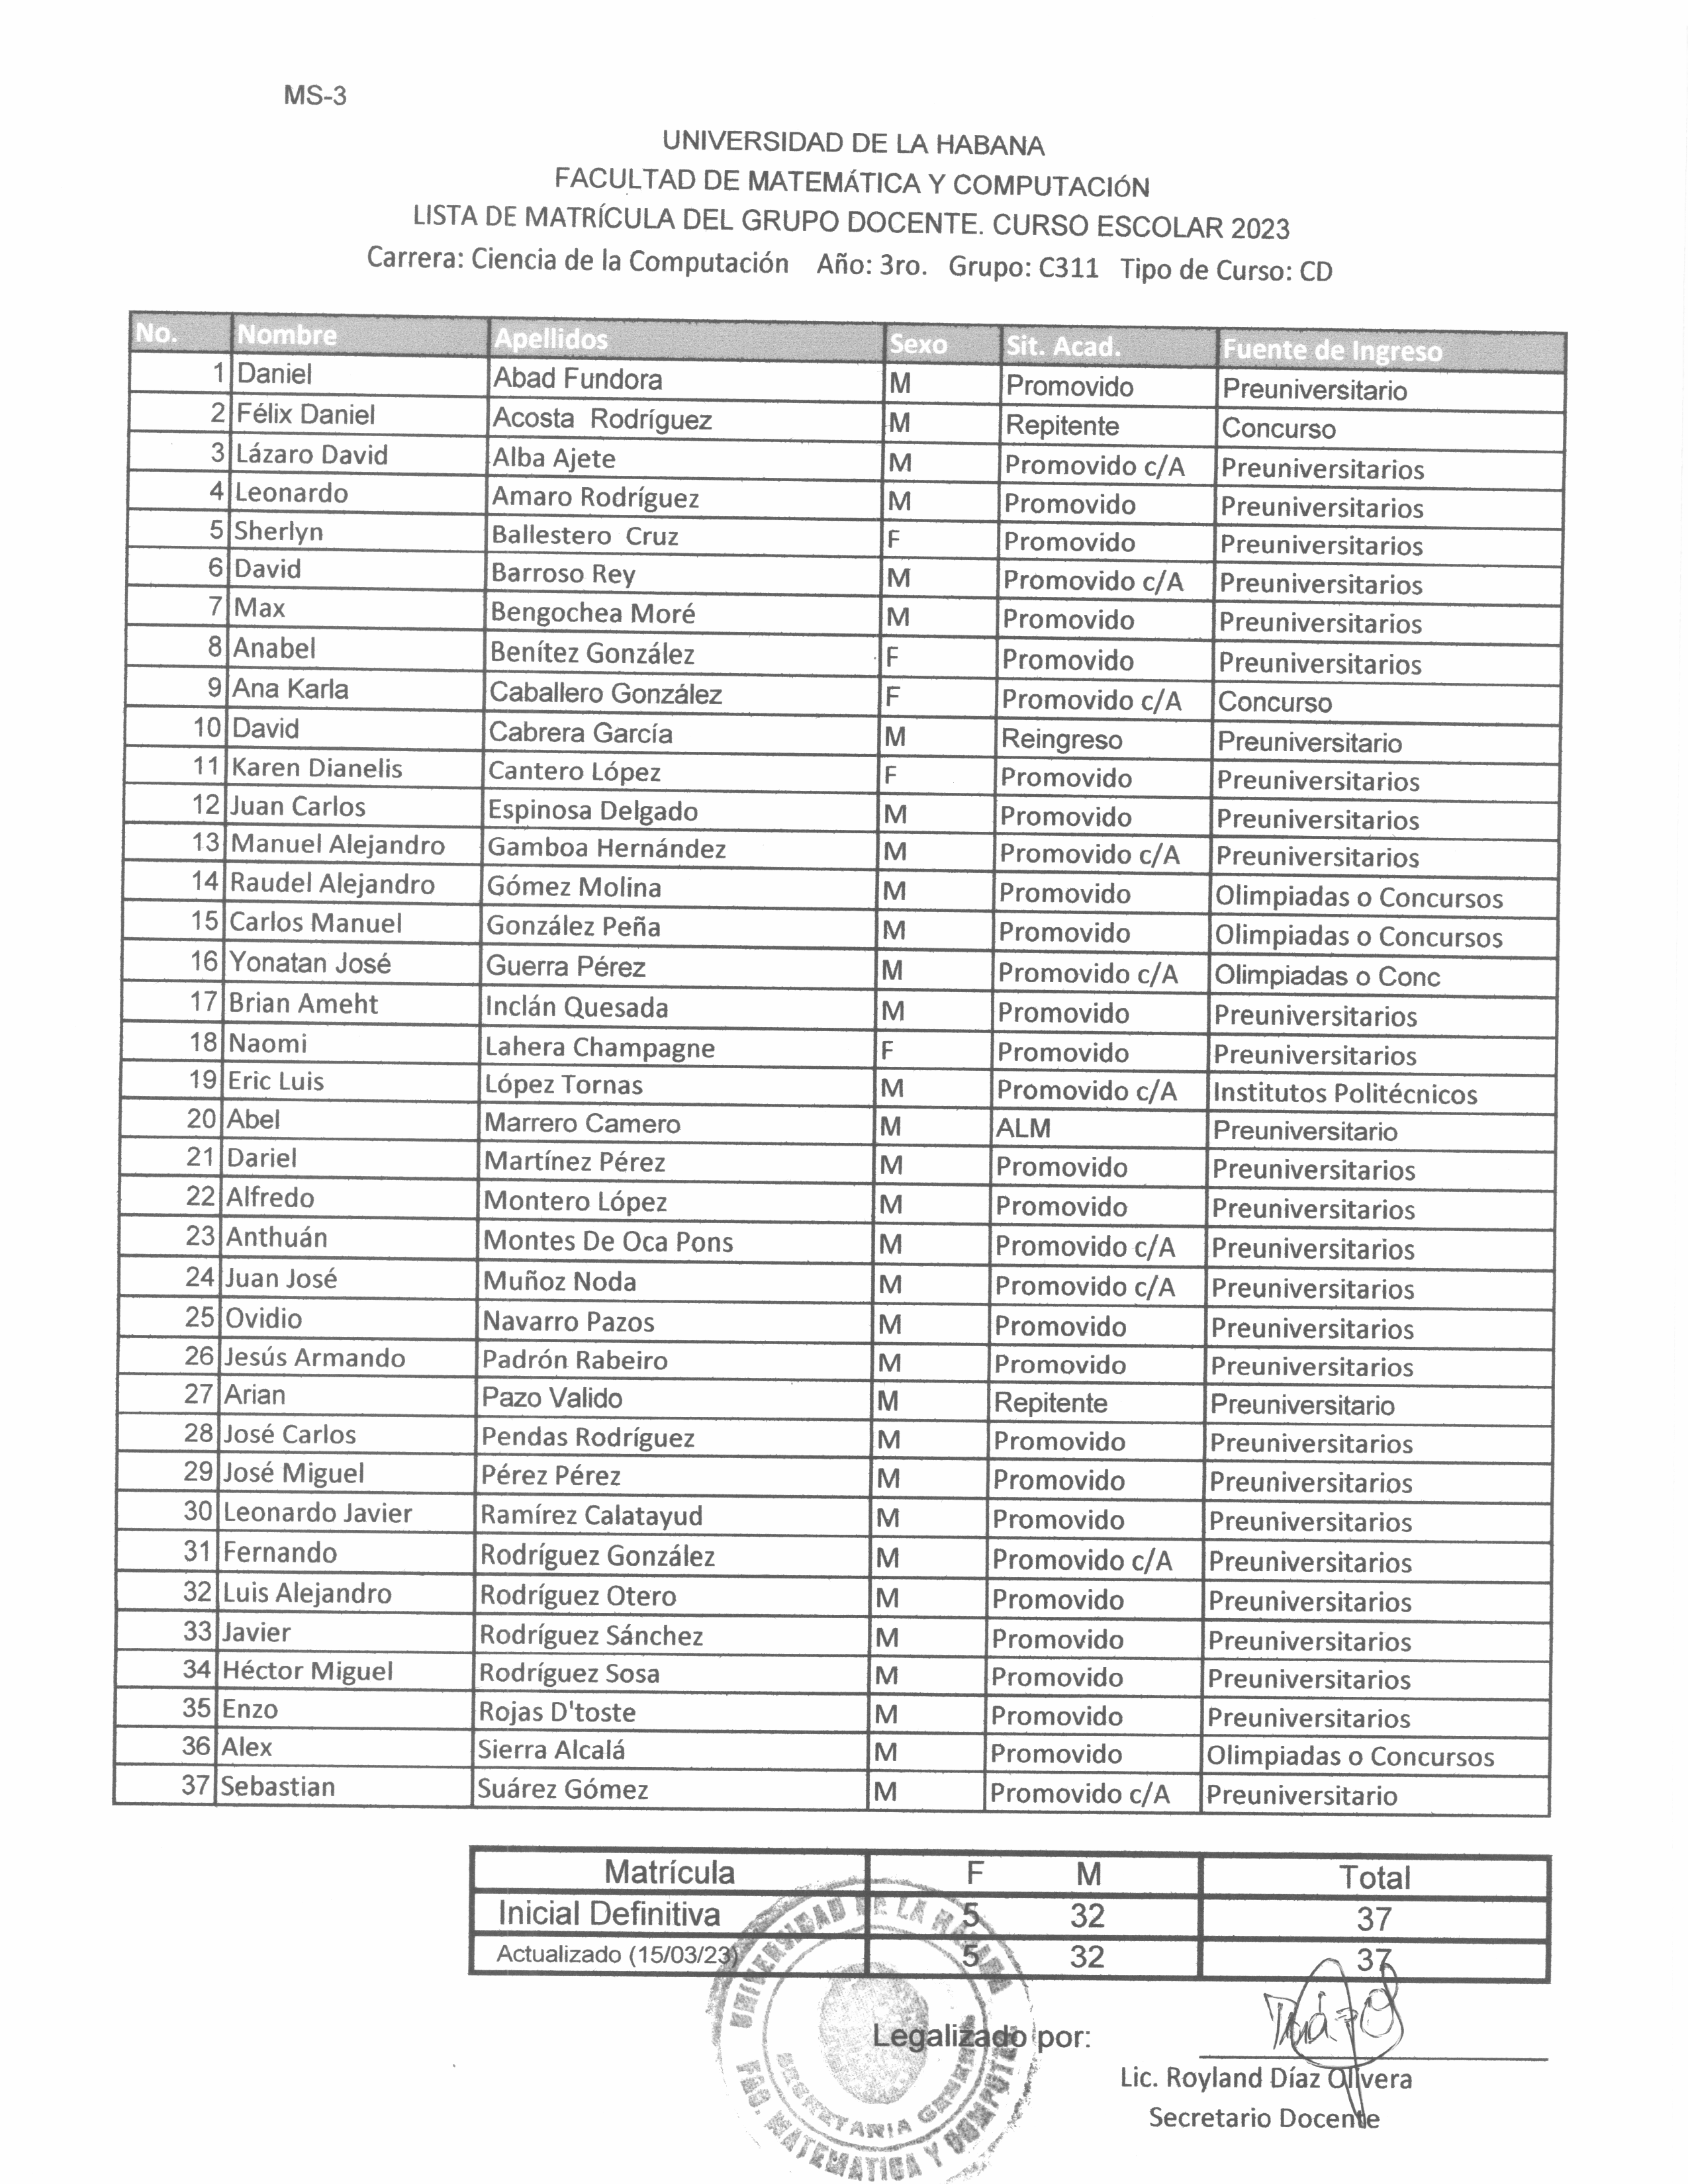 MS-3
UNIVERSIDAD DE LA HABANA
FACULTAD DE MATEMÁTICA Y COMPUTACIÓN
LISTA DE MATRÍCULA DEL GRUPO DOCENTE. CURSO ESCOLAR 2023
Carrera: Ciencia de la Computación Año: 3ro. Grupo: C311 Tipo de Curso: CD
No. Nombre Apellidos Sexo Sit. Acad. Fuente de Ingreso
1 Daniel Abad Fundora M Promovido Preuniversitario
2 Félix Daniel Acosta Rodríguez M Repitente Concurso
3 Lázaro David Alba Ajete M Promovido c/A Preuniversitarios
4 Leonardo Amaro Rodríguez M Promovido Preuniversitarios
5 Sherlyn Ballestero Cruz F Promovido Preuniversitarios
6 David Barroso Rey M Promovido c/A Preuniversitarios
7 Max Bengochea Moré M Promovido Preuniversitarios
8 Anabel Benítez González F Promovido Preuniversitarios
9 Ana Karla Caballero González F Promovido c/A Concurso
10 David Cabrera García M Reingreso Preuniversitario
11 Karen Dianelis Cantero López F Promovido Preuniversitarios
12 Juan Carlos Espinosa Delgado M Promovido Preuniversitarios
13 Manuel Alejandro Gamboa Hernández M Promovido c/A Preuniversitarios
14 Raudel Alejandro Gómez Molina M Promovido Olimpiadas o Concursos
15 Carlos Manuel González Peña M Promovido Olimpiadas o Concursos
16 Yonatan José Guerra Pérez M Promovido c/A Olimpiadas o Conc
17 Brian Ameht Inclán Quesada M Promovido Preuniversitarios
18 Naomi Lahera Champagne F Promovido Preuniversitarios
19 Eric Luis López Tornas M Promovido c/A Institutos Politécnicos
20 Abel Marrero Camero M ALM Preuniversitario
21 Dariel Martínez Pérez M Promovido Preuniversitarios
22 Alfredo Montero López M Promovido Preuniversitarios
23 Anthuán Montes De Oca Pons M Promovido c/A Preuniversitarios
24 Juan José Muñoz Noda M Promovido c/A Preuniversitarios
25 Ovidio Navarro Pazos M Promovido Preuniversitarios
26 Jesús Armando Padrón Rabeiro M Promovido Preuniversitarios
27 Arian Pazo Valido M Repitente Preuniversitario
28 José Carlos Pendas Rodríguez M Promovido Preuniversitarios
29 José Miguel Pérez Pérez M Promovido Preuniversitarios
30 Leonardo Javier Ramírez Calatayud M Promovido Preuniversitarios
31 Fernando Rodríguez González M Promovido c/A Preuniversitarios
32 Luis Alejandro Rodríguez Otero M Promovido Preuniversitarios
33 Javier Rodríguez Sánchez M Promovido Preuniversitarios
34 Héctor Miguel Rodríguez Sosa M Promovido Preuniversitarios
35 Enzo Rojas D'toste M Promovido Preuniversitarios
36 Alex Sierra Alcalá M Promovido Olimpiadas o Concursos
37 Sebastian Suárez Gómez M Promovido c/A Preuniversitario
Matrícula F M Total
Inicial Definitiva 5 32 37
Actualizado (15/03/23) 5 32 37
UNIVERSIDAD DE LA HABANA
SECRETARIA GENERAL
FAC. MATEMATICA Y COMPUTAC
Legalizado por:
Lic. Royland Díaz Olivera
Secretario Docente